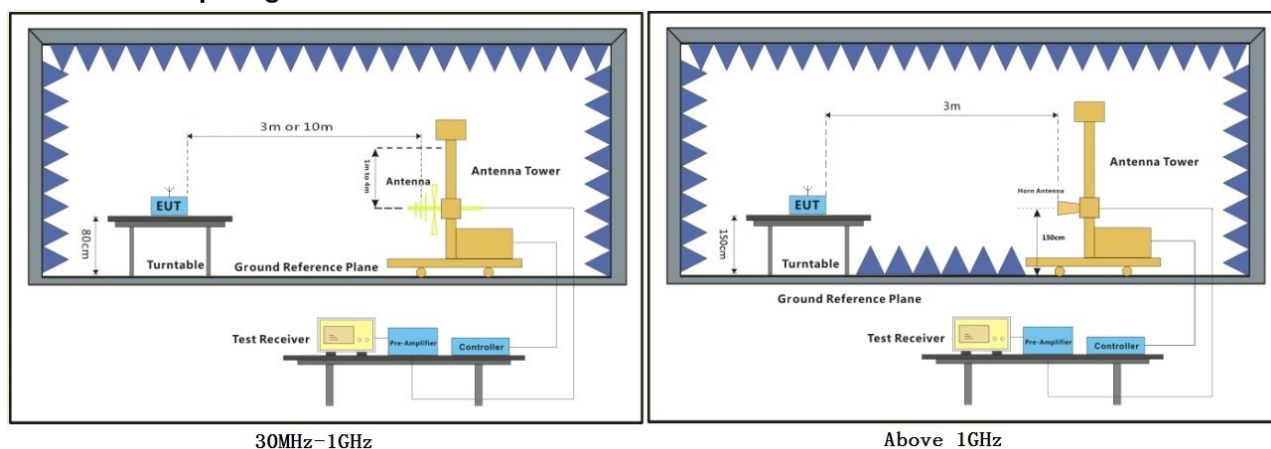 3m or 10m
1m to 4m
Antenna
Antenna Tower
EUT
80cm
Turntable
Ground Reference Plane
Test Receiver
Pre-Amplifier
Controller
30MHz-1GHz
3m
Antenna Tower
Horn Antenna
EUT
150cm
150cm
Turntable
Ground Reference Plane
Test Receiver
Pre-Amplifier
Controller
Above 1GHz